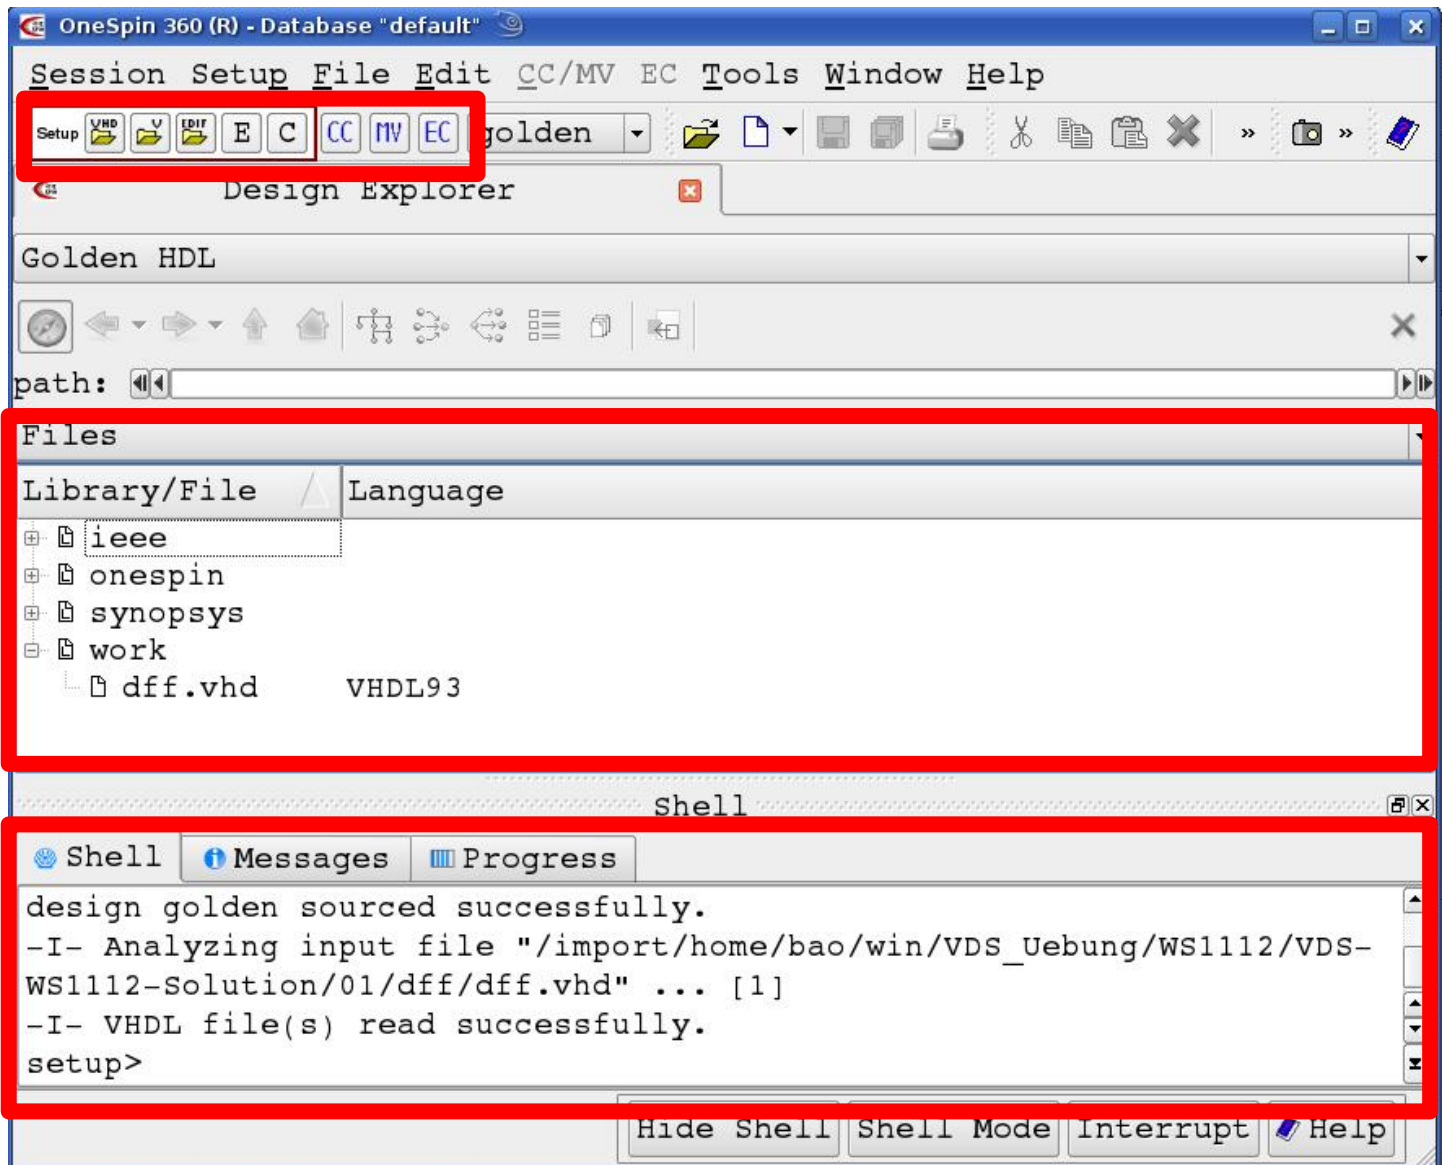 OneSpin 360 (R) - Database "default"
Session Setup File Edit CC/MV EC Tools Window Help
Setup VHD V EDIF E C CC MV EC golden » »
Design Explorer
Golden HDL
path:
Files
Library/File Language
ieee
onespin
synopsys
work
dff.vhd VHDL93
Shell
Shell Messages Progress
design golden sourced successfully.
-I- Analyzing input file "/import/home/bao/win/VDS_Uebung/WS1112/VDS-
WS1112-Solution/01/dff/dff.vhd" ... [1]
-I- VHDL file(s) read successfully.
setup>
Hide Shell Shell Mode Interrupt Help